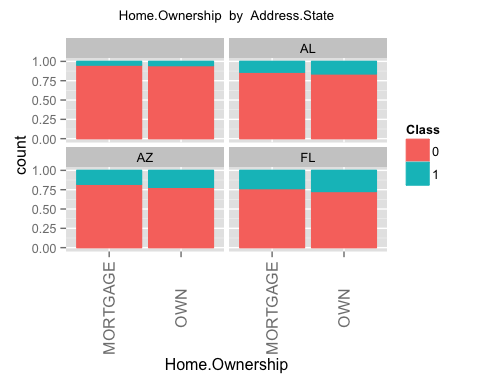 Home.Ownership by Address.State
AL
1.00
0.75
0.50
0.25
0.00
AZ
FL
1.00
0.75
0.50
0.25
0.00
count
MORTGAGE
OWN
MORTGAGE
OWN
Home.Ownership
Class
0
1